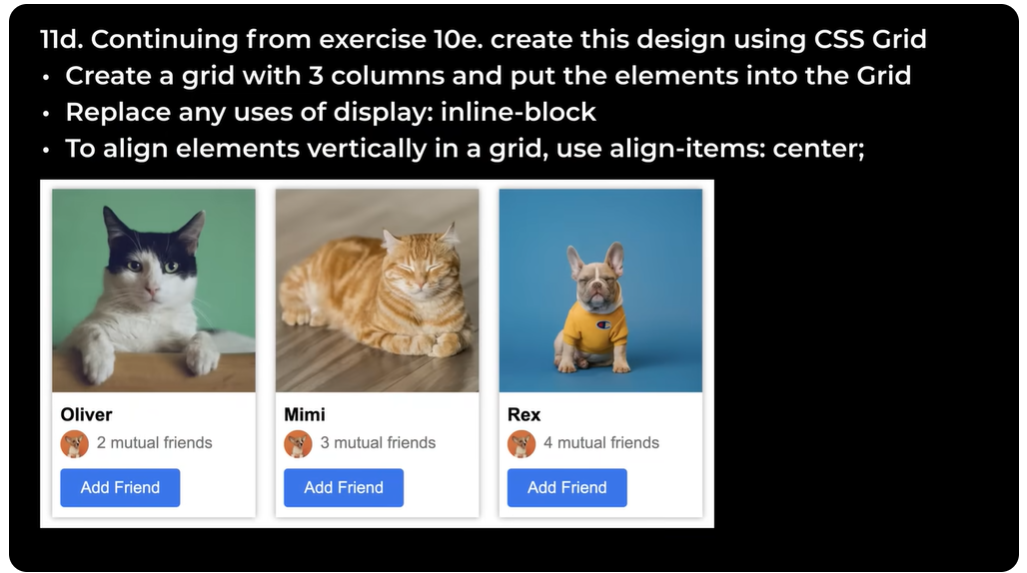 11d. Continuing from exercise 10e. create this design using CSS Grid
• Create a grid with 3 columns and put the elements into the Grid
• Replace any uses of display: inline-block
• To align elements vertically in a grid, use align-items: center;
Oliver
2 mutual friends
Add Friend
Mimi
3 mutual friends
Add Friend
Rex
4 mutual friends
Add Friend